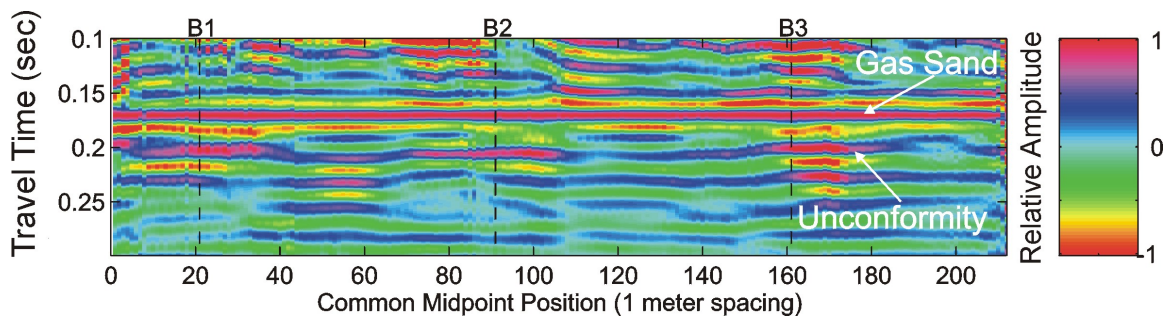 B1 B2 B3
0.1
0.15
0.2
0.25
Travel Time (sec)
Gas Sand
Unconformity
0 20 40 60 80 100 120 140 160 180 200
Common Midpoint Position (1 meter spacing)
Relative Amplitude
1
0
-1